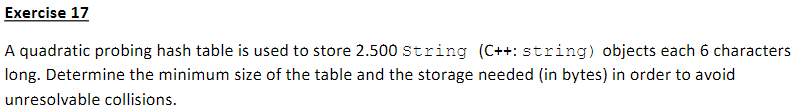 Exercise 17
A quadratic probing hash table is used to store 2.500 String (C++: string) objects each 6 characters
long. Determine the minimum size of the table and the storage needed (in bytes) in order to avoid
unresolvable collisions.